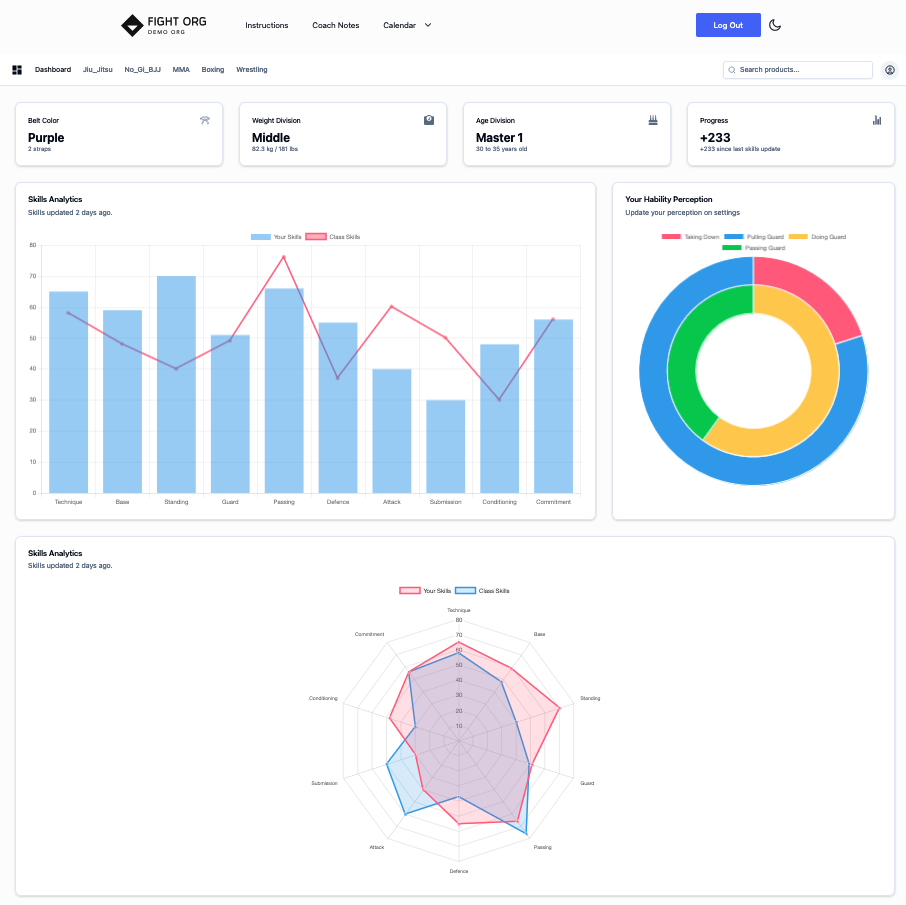 FIGHT ORG
DEMO ORG
Instructions
Coach Notes
Calendar
Log Out
Dashboard
Jiu_Jitsu
No_Gi_BJJ
MMA
Boxing
Wrestling
Search products...
Belt Color
Purple
2 straps
Weight Division
Middle
82.3 kg / 181 lbs
Age Division
Master 1
30 to 35 years old
Progress
+233
+233 since last skills update
Skills Analytics
Skills updated 2 days ago.
Your Skills
Class Skills
80
70
60
50
40
30
20
10
0
Technique
Base
Standing
Guard
Passing
Defence
Attack
Submission
Conditioning
Commitment
Your Hability Perception
Update your perception on settings
Taking Down
Pulling Guard
Doing Guard
Passing Guard
Skills Analytics
Skills updated 2 days ago.
Your Skills
Class Skills
Technique
Base
Standing
Guard
Passing
Defence
Attack
Submission
Conditioning
Commitment
80
70
60
50
40
30
20
10